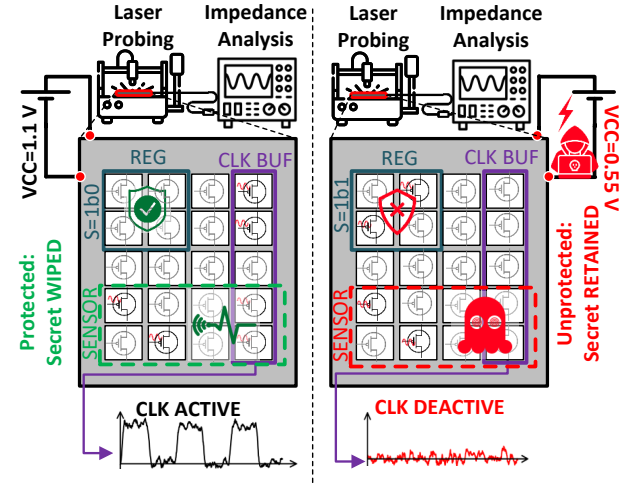 Laser
Probing
Impedance
Analysis
VCC=1.1 V
REG
CLK BUF
S=1b0
SENSOR
Protected:
Secret WIPED
CLK ACTIVE
Laser
Probing
Impedance
Analysis
VCC=0.55 V
REG
CLK BUF
S=1b1
SENSOR
Unprotected:
Secret RETAINED
CLK DEACTIVE